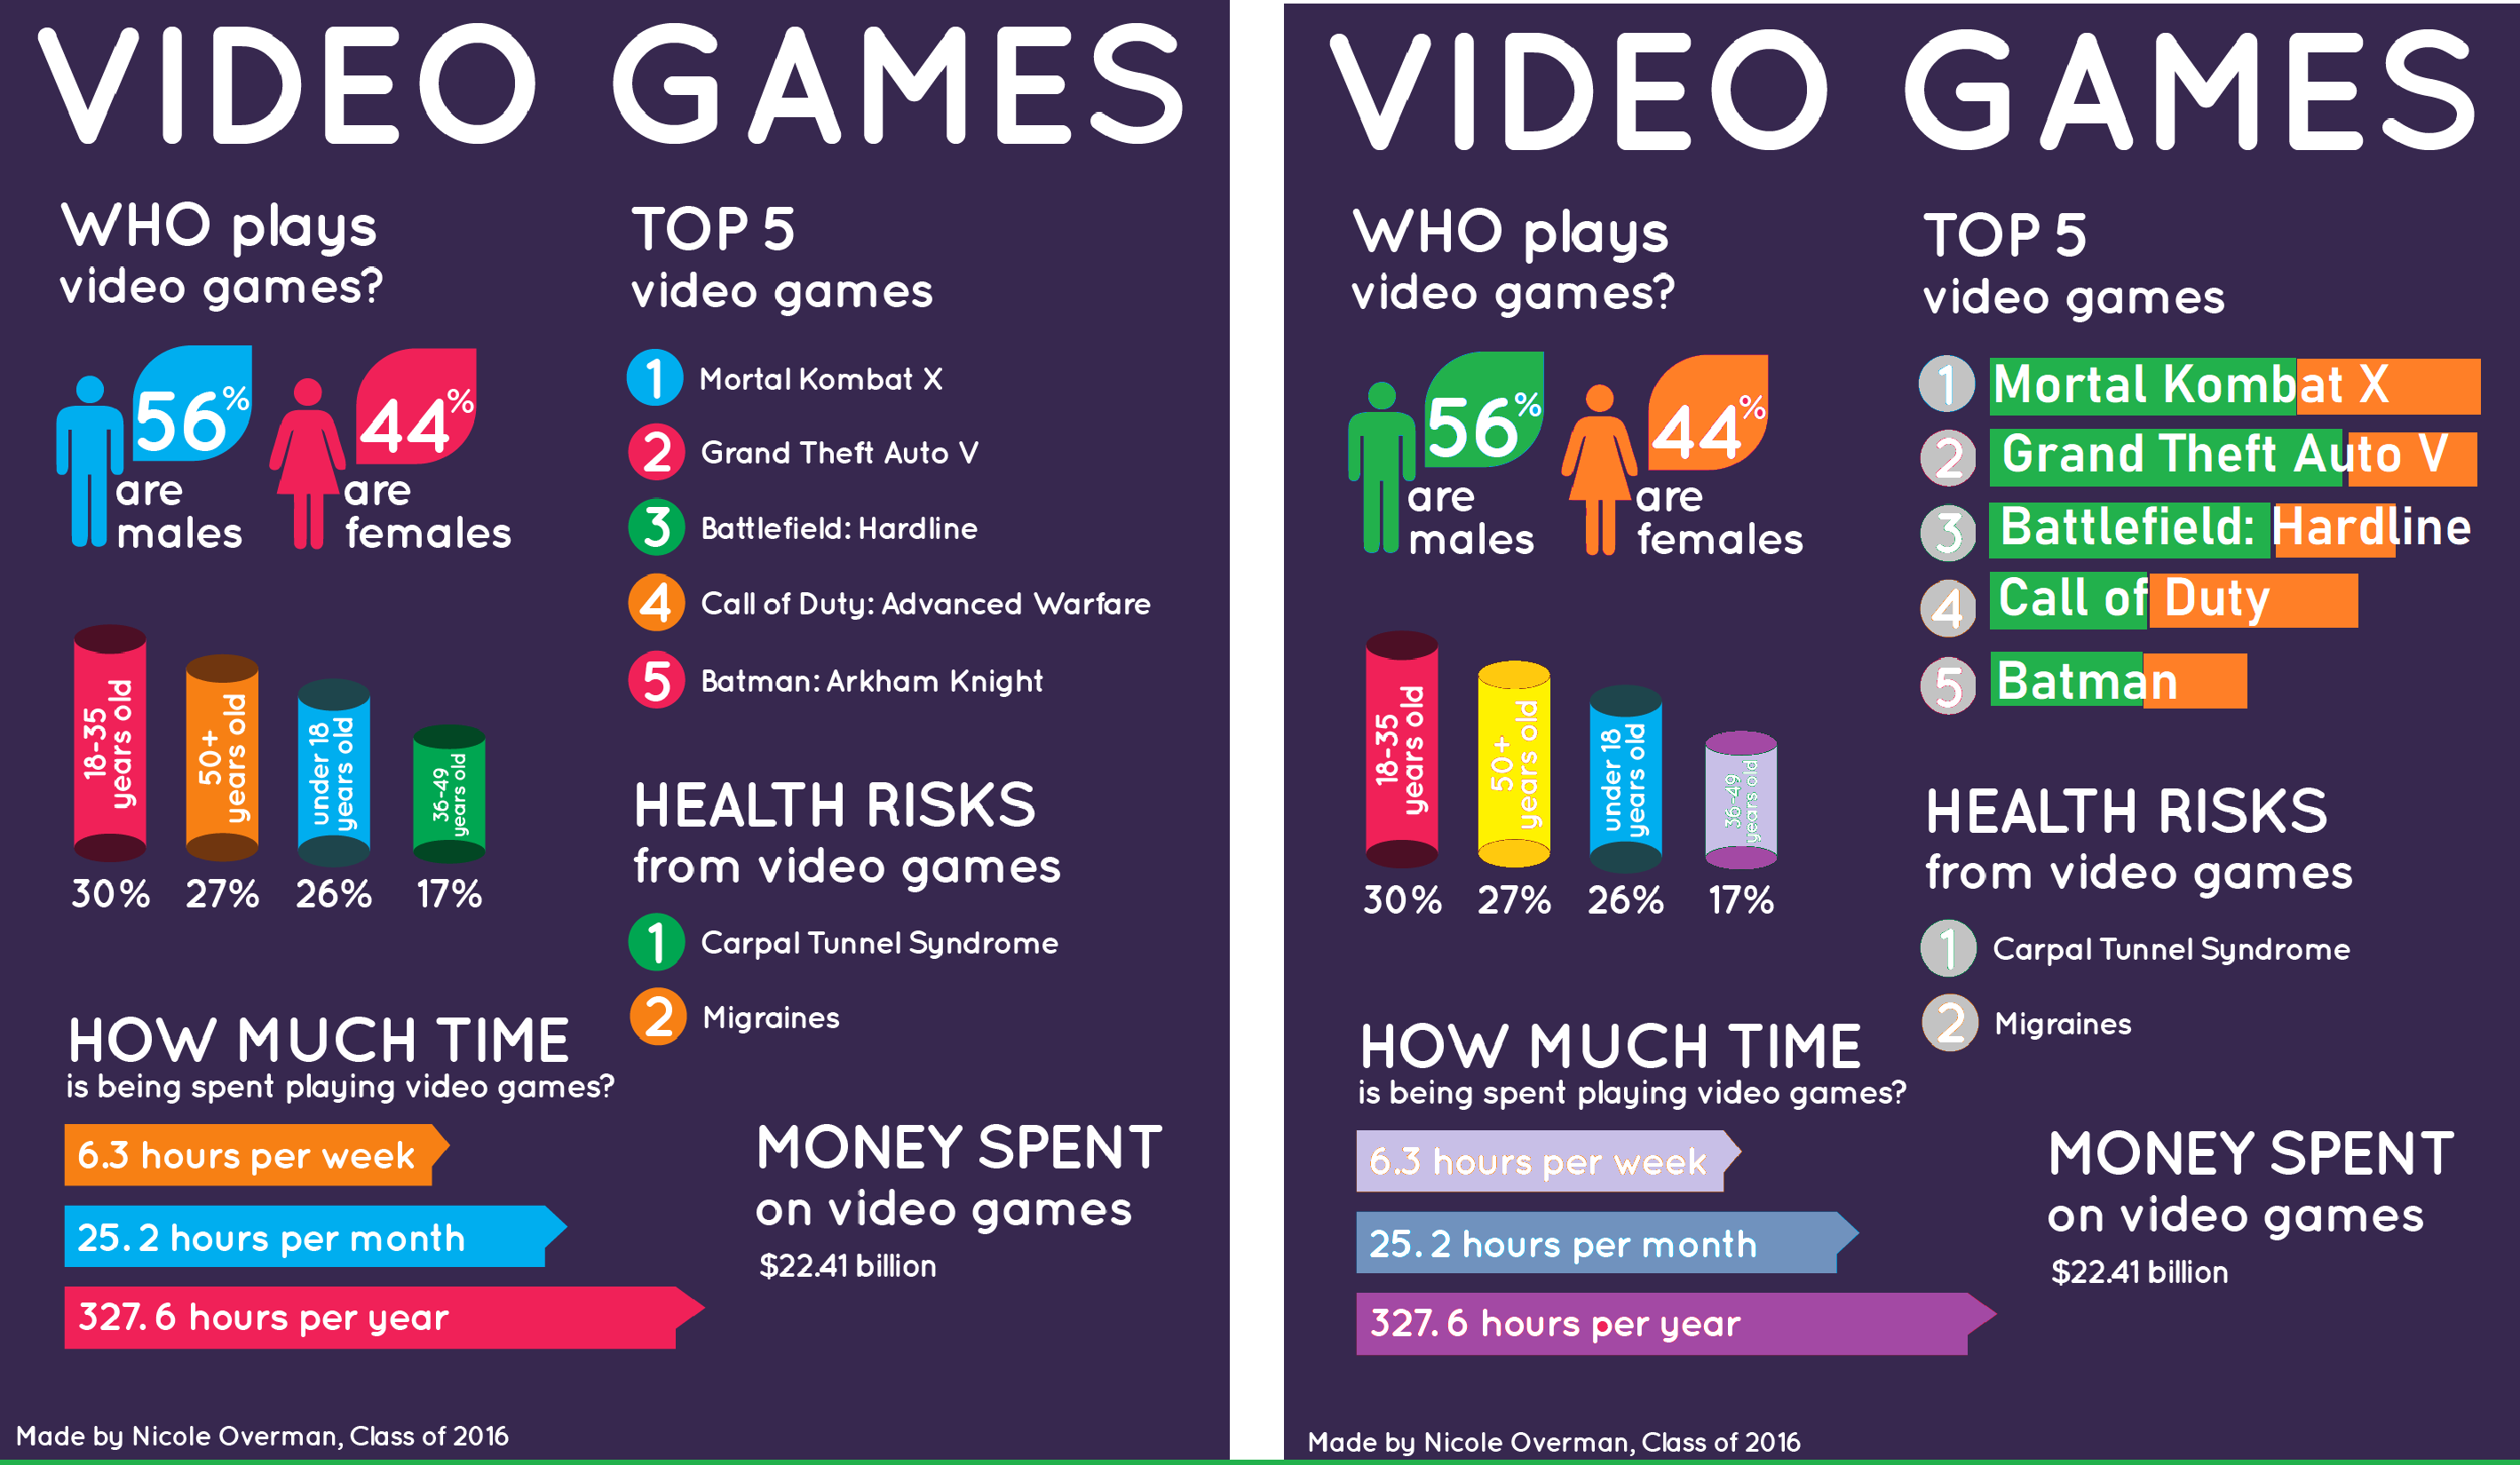 VIDEO GAMES
WHO plays
video games?
56%
are
males
44%
are
females
18-35
years old
50+
years old
under 18
years old
36-49
years old
30%
27%
26%
17%
HOW MUCH TIME
is being spent playing video games?
6.3 hours per week
25. 2 hours per month
327. 6 hours per year
TOP 5
video games
1 Mortal Kombat X
2 Grand Theft Auto V
3 Battlefield: Hardline
4 Call of Duty: Advanced Warfare
5 Batman: Arkham Knight
HEALTH RISKS
from video games
1 Carpal Tunnel Syndrome
2 Migraines
MONEY SPENT
on video games
$22.41 billion
Made by Nicole Overman, Class of 2016
VIDEO GAMES
WHO plays
video games?
56%
are
males
44%
are
females
18-35
years old
50+
years old
under 18
years old
36-49
years old
30%
27%
26%
17%
HOW MUCH TIME
is being spent playing video games?
6.3 hours per week
25. 2 hours per month
327. 6 hours per year
TOP 5
video games
1 Mortal Kombat X
2 Grand Theft Auto V
3 Battlefield: Hardline
4 Call of Duty
5 Batman
HEALTH RISKS
from video games
1 Carpal Tunnel Syndrome
2 Migraines
MONEY SPENT
on video games
$22.41 billion
Made by Nicole Overman, Class of 2016